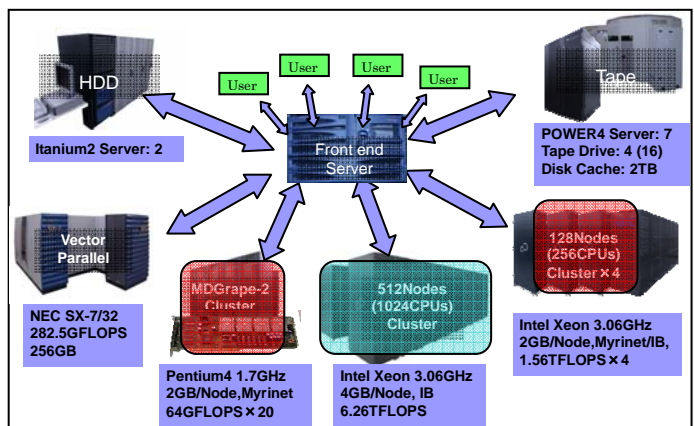 User
User
User
User
HDD
Tape
Front end
Server
Itanium2 Server: 2
POWER4 Server: 7
Tape Drive: 4 (16)
Disk Cache: 2TB
Vector
Parallel
MDGrape-2
Cluster
512Nodes
(1024CPUs)
Cluster
128Nodes
(256CPUs)
Cluster×4
NEC SX-7/32
282.5GFLOPS
256GB
Pentium4 1.7GHz
2GB/Node,Myrinet
64GFLOPS×20
Intel Xeon 3.06GHz
4GB/Node, IB
6.26TFLOPS
Intel Xeon 3.06GHz
2GB/Node,Myrinet/IB,
1.56TFLOPS×4